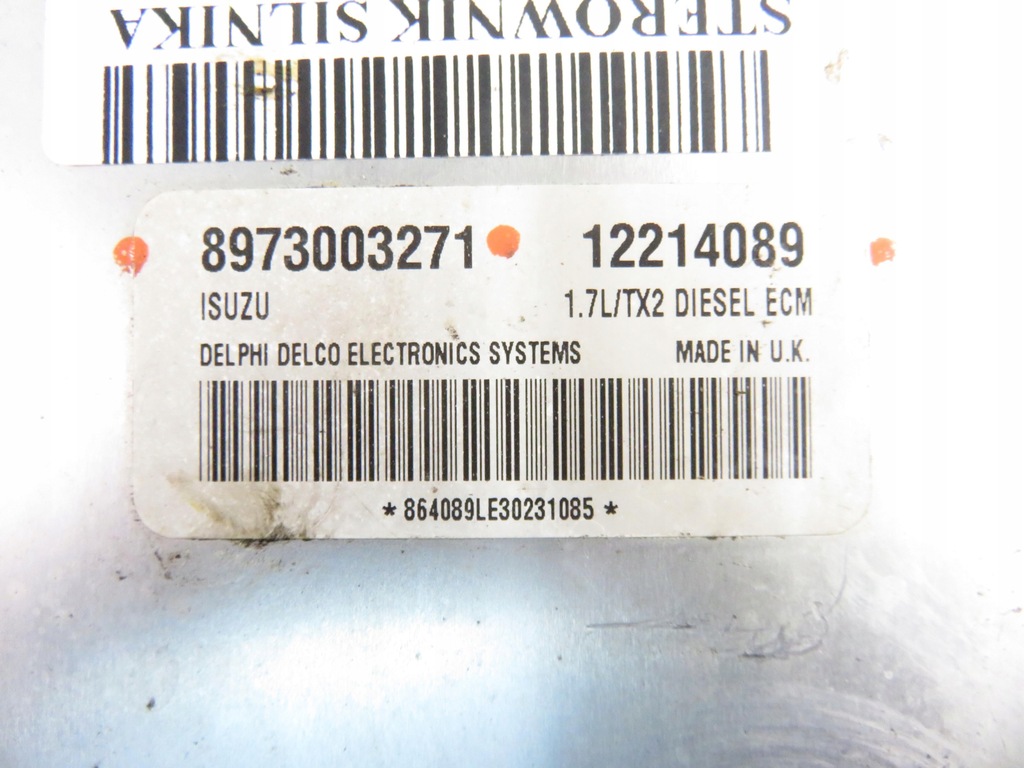 STEROWNIK SILNIKA
8973003271 12214089
ISUZU 1.7L/TX2 DIESEL ECM
DELPHI DELCO ELECTRONICS SYSTEMS MADE IN U.K.
*864089LE30231085*